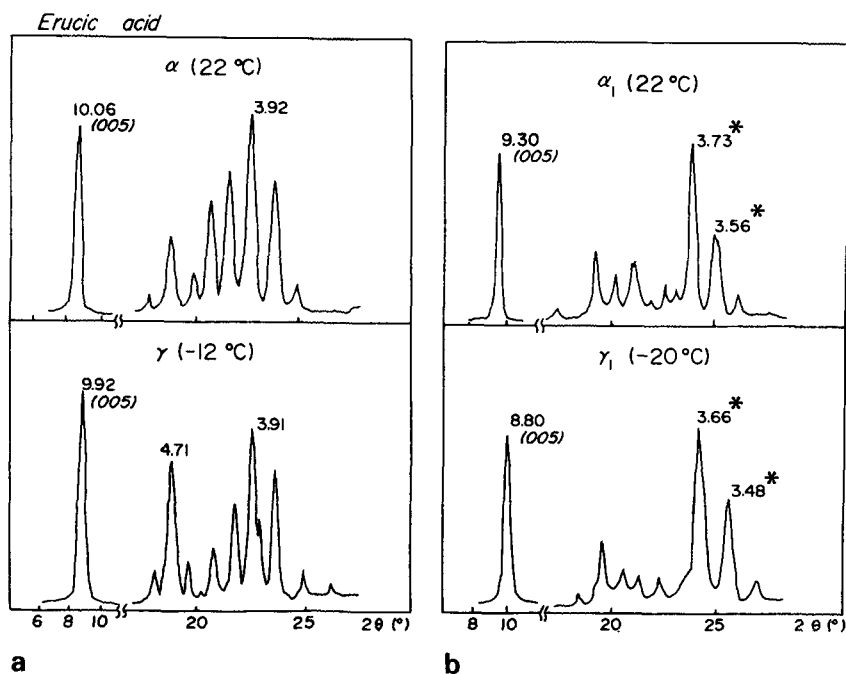 Erucic acid
α (22 °C)
10.06
(005)
3.92
γ (-12 °C)
9.92
(005)
4.71
3.91
6 8 10 20 25 2θ (°)
a
α₁ (22 °C)
9.30
(005)
3.73*
3.56*
γ₁ (-20 °C)
8.80
(005)
3.66*
3.48*
8 10 20 25 2θ (°)
b